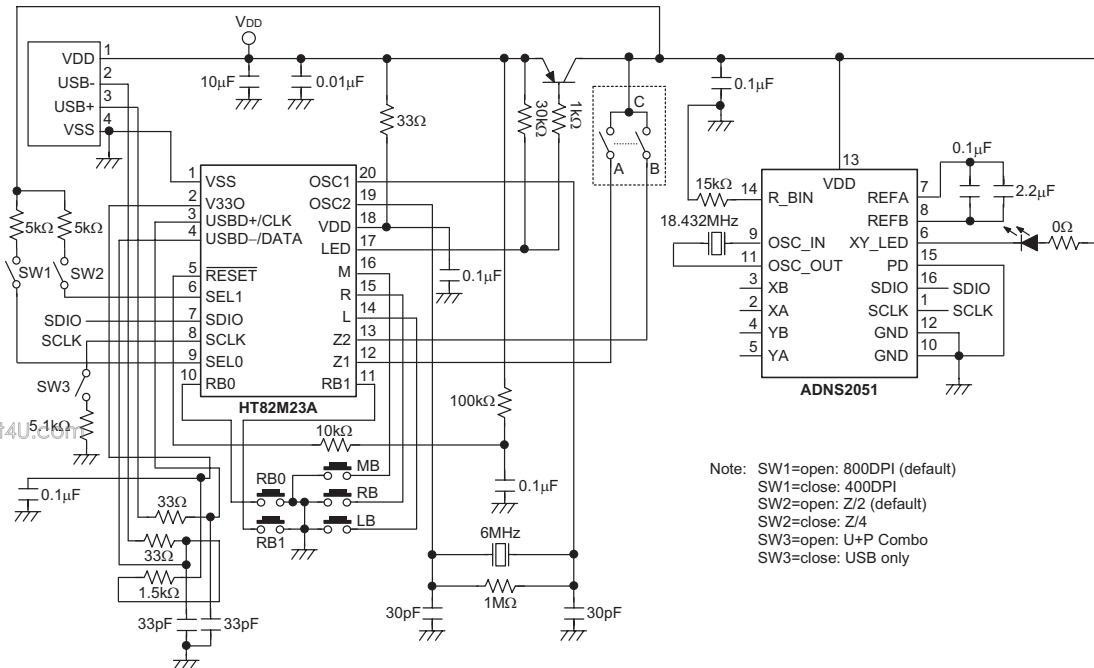 VDD
VDD 1
USB- 2
USB+ 3
VSS 4
10μF
0.01μF
33Ω
30kΩ
1kΩ
C
A
B
0.1μF
15kΩ
18.432MHz
0.1μF
2.2μF
0Ω
5kΩ
5kΩ
SW1
SW2
SDIO
SCLK
SW3
5.1kΩ
t4U.com
1 VSS
2 V33O
3 USBD+/CLK
4 USBD−/DATA
5 RESET
6 SEL1
7 SDIO
8 SCLK
9 SEL0
10 RB0
OSC1 20
OSC2 19
VDD 18
LED 17
M 16
R 15
L 14
Z2 13
Z1 12
RB1 11
HT82M23A
0.1μF
13
VDD
14 R_BIN
9 OSC_IN
11 OSC_OUT
3 XB
2 XA
4 YB
5 YA
REFA 7
REFB 8
XY_LED 6
PD 15
SDIO 16 SDIO
SCLK 1 SCLK
GND 12
GND 10
ADNS2051
100kΩ
10kΩ
0.1μF
MB
RB0
RB
RB1
LB
0.1μF
33Ω
33Ω
1.5kΩ
33pF
33pF
6MHz
1MΩ
30pF
30pF
Note: SW1=open: 800DPI (default)
SW1=close: 400DPI
SW2=open: Z/2 (default)
SW2=close: Z/4
SW3=open: U+P Combo
SW3=close: USB only